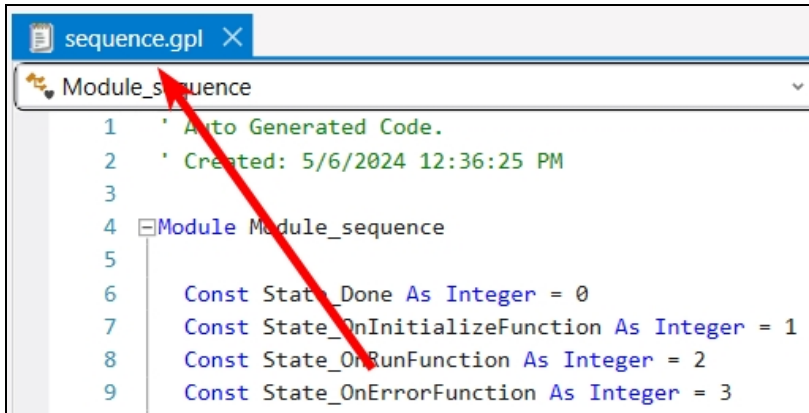 sequence.gpl
Module_sequence
1 ' Auto Generated Code.
2 ' Created: 5/6/2024 12:36:25 PM
3
4 Module Module_sequence
5
6 Const State_Done As Integer = 0
7 Const State_OnInitializeFunction As Integer = 1
8 Const State_OnRunFunction As Integer = 2
9 Const State_OnErrorFunction As Integer = 3